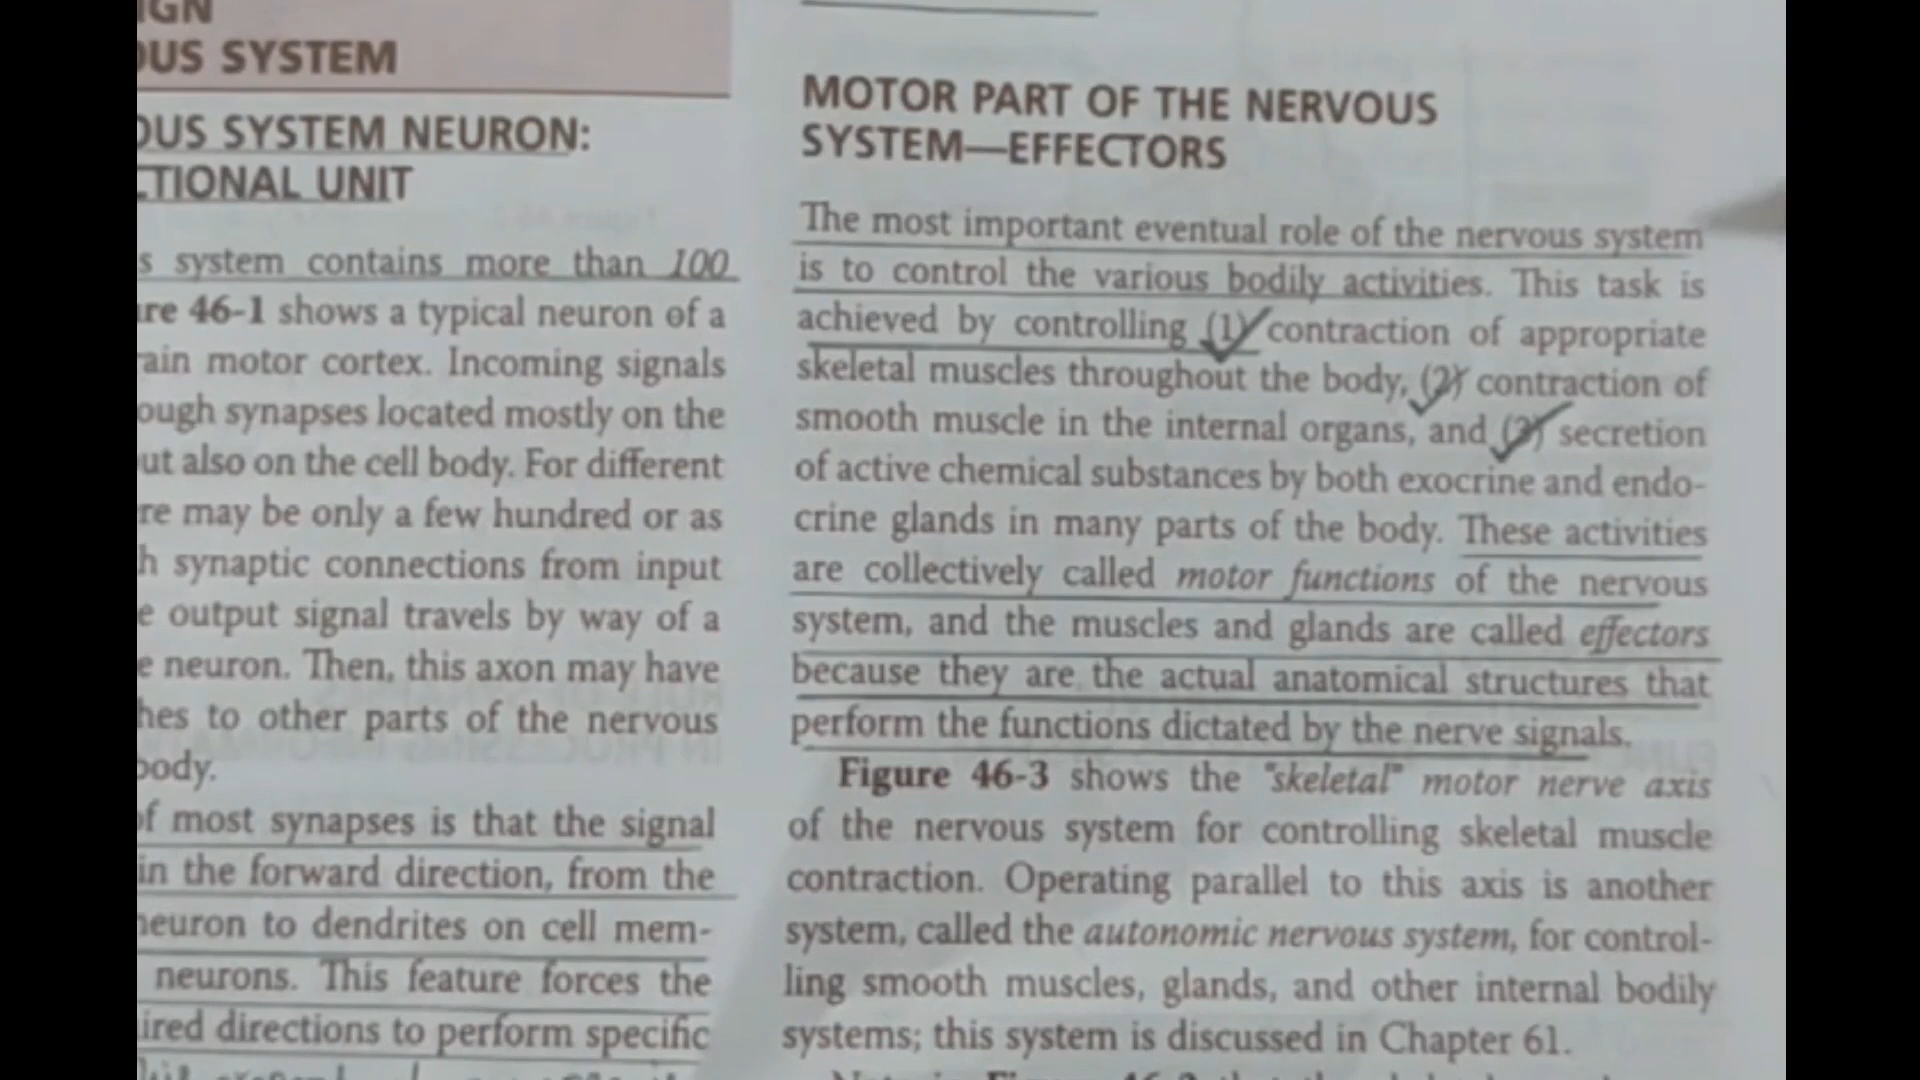 OUS SYSTEM
OUS SYSTEM NEURON:
CTIONAL UNIT
s system contains more than 100
re 46-1 shows a typical neuron of a
ain motor cortex. Incoming signals
ough synapses located mostly on the
ut also on the cell body. For different
re may be only a few hundred or as
h synaptic connections from input
e output signal travels by way of a
e neuron. Then, this axon may have
hes to other parts of the nervous
body.
of most synapses is that the signal
in the forward direction, from the
neuron to dendrites on cell mem-
neurons. This feature forces the
ired directions to perform specific
MOTOR PART OF THE NERVOUS
SYSTEM—EFFECTORS
The most important eventual role of the nervous system
is to control the various bodily activities. This task is
achieved by controlling (1) contraction of appropriate
skeletal muscles throughout the body, (2) contraction of
smooth muscle in the internal organs, and (3) secretion
of active chemical substances by both exocrine and endo-
crine glands in many parts of the body. These activities
are collectively called motor functions of the nervous
system, and the muscles and glands are called effectors
because they are the actual anatomical structures that
perform the functions dictated by the nerve signals.
Figure 46-3 shows the "skeletal" motor nerve axis
of the nervous system for controlling skeletal muscle
contraction. Operating parallel to this axis is another
system, called the autonomic nervous system, for control-
ling smooth muscles, glands, and other internal bodily
systems; this system is discussed in Chapter 61.